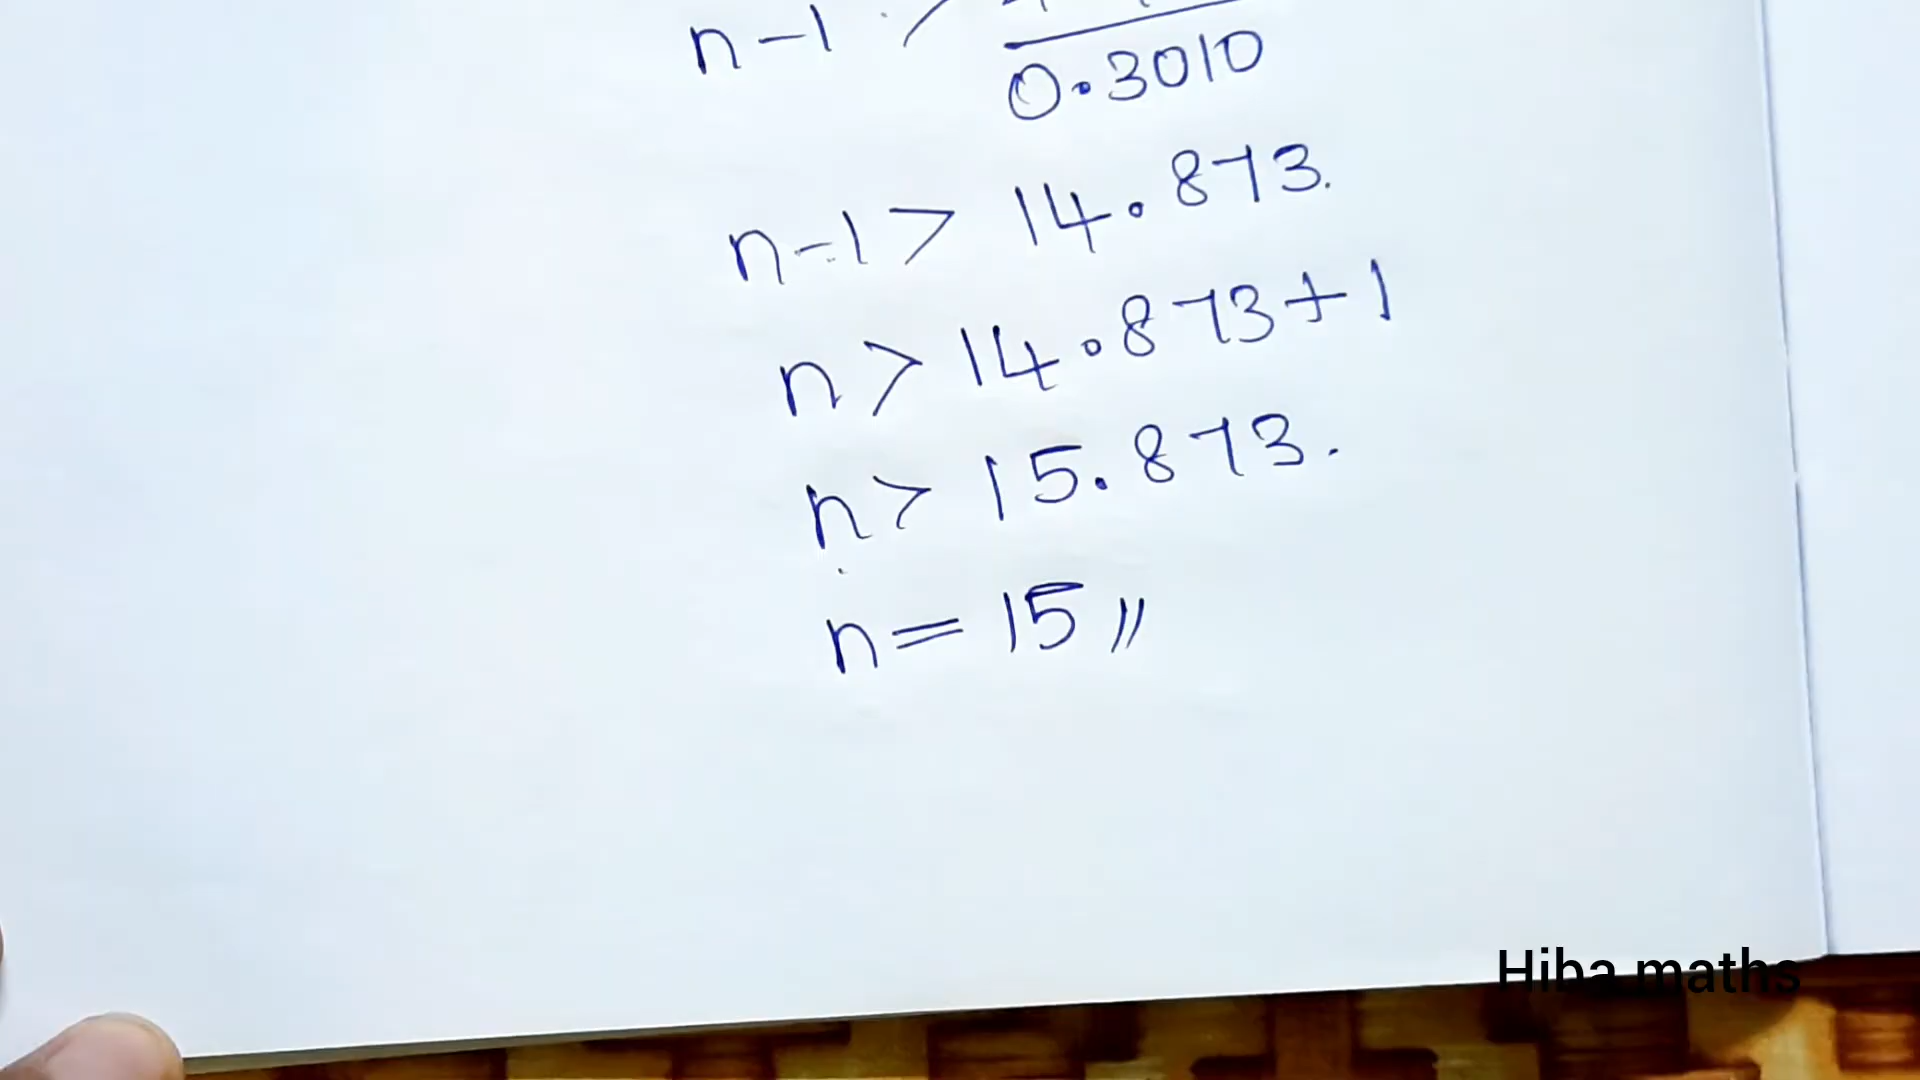 n-1 >
0.3010
n-1 > 14.873.
n > 14.873+1
n > 15.873.
n = 15 //
Hiba maths